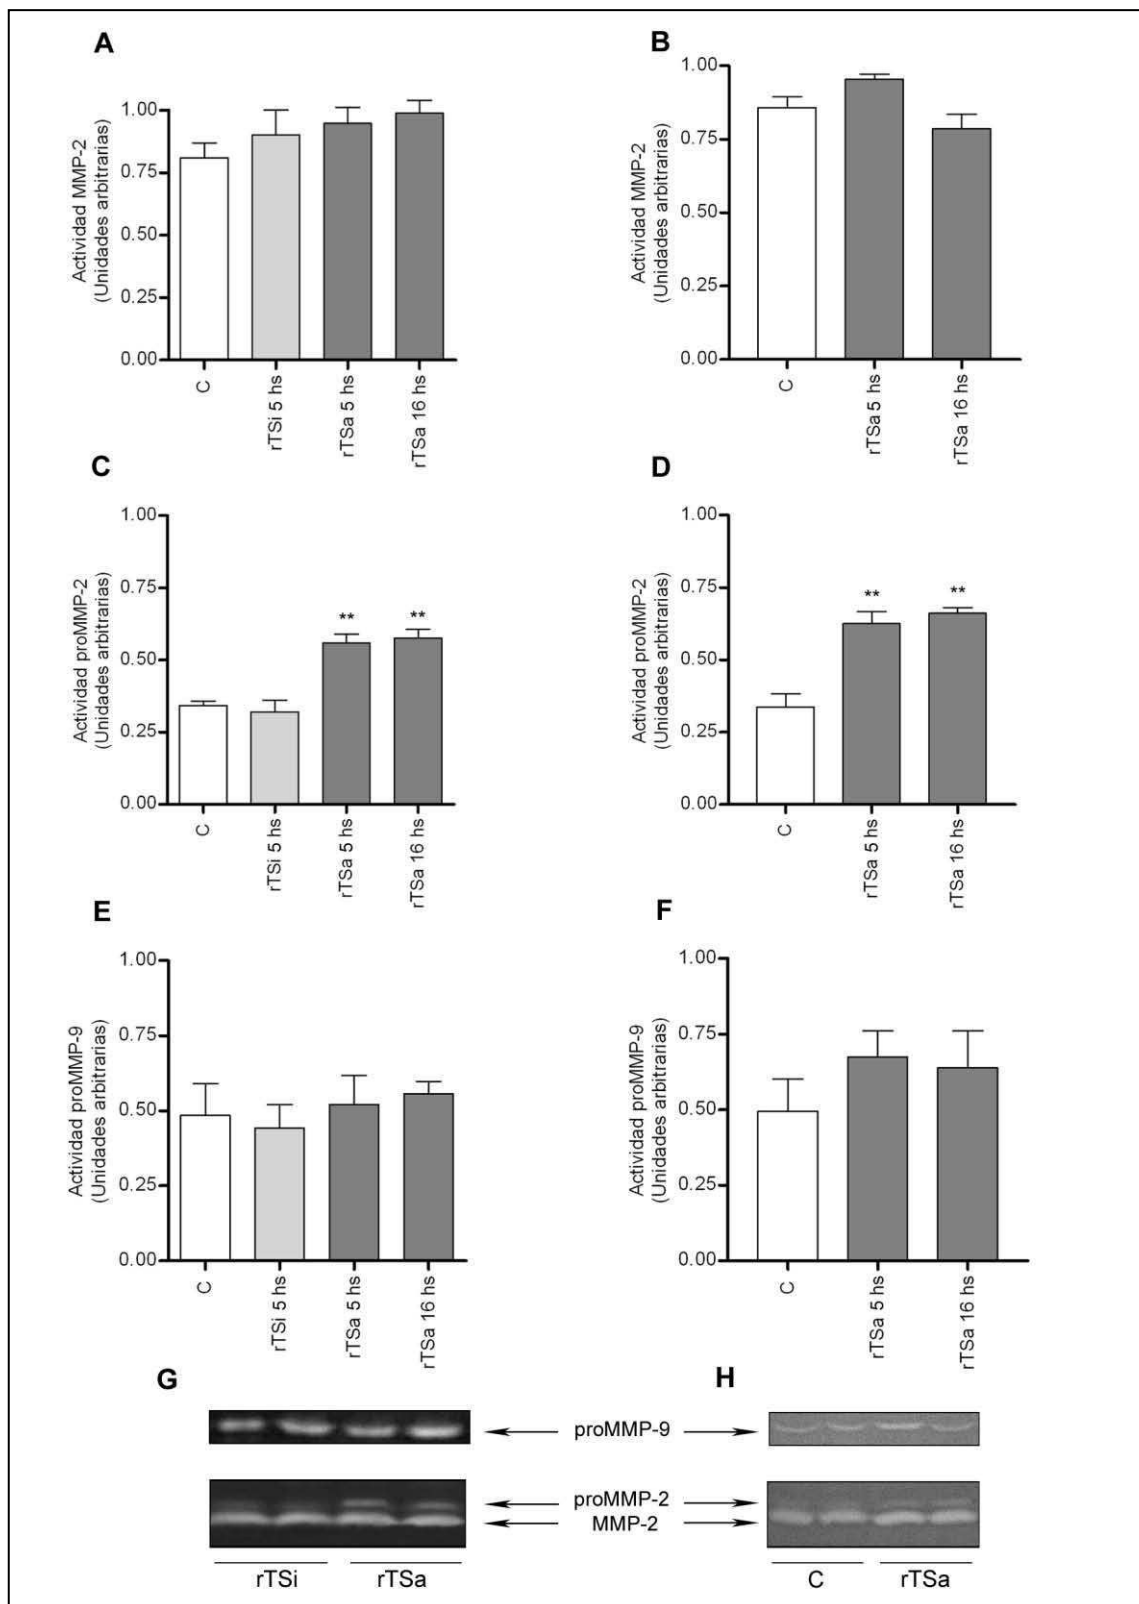 A
Actividad MMP-2
(Unidades arbitrarias)
1.00
0.75
0.50
0.25
0.00
C
rTSi 5 hs
rTSa 5 hs
rTSa 16 hs
B
Actividad MMP-2
(Unidades arbitrarias)
1.00
0.75
0.50
0.25
0.00
C
rTSa 5 hs
rTSa 16 hs
C
Actividad proMMP-2
(Unidades arbitrarias)
1.00
0.75
0.50
0.25
0.00
**
**
C
rTSi 5 hs
rTSa 5 hs
rTSa 16 hs
D
Actividad proMMP-2
(Unidades arbitrarias)
1.00
0.75
0.50
0.25
0.00
**
**
C
rTSa 5 hs
rTSa 16 hs
E
Actividad proMMP-9
(Unidades arbitrarias)
1.00
0.75
0.50
0.25
0.00
C
rTSi 5 hs
rTSa 5 hs
rTSa 16 hs
F
Actividad proMMP-9
(Unidades arbitrarias)
1.00
0.75
0.50
0.25
0.00
C
rTSa 5 hs
rTSa 16 hs
G
H
proMMP-9
proMMP-2
MMP-2
rTSi
rTSa
C
rTSa